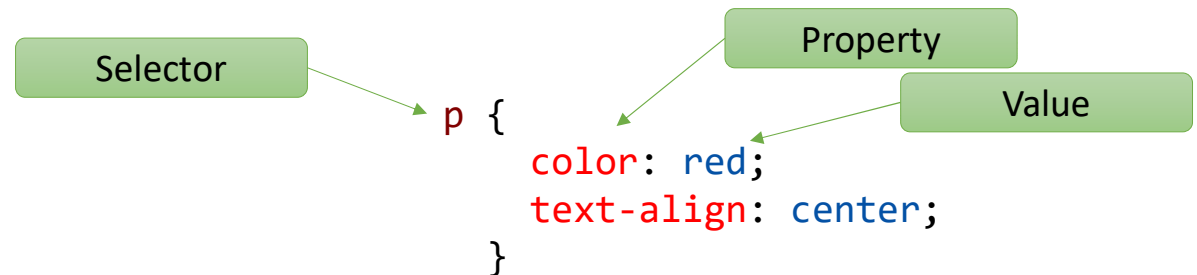 Property
Selector
Value
p {
color: red;
text-align: center;
}